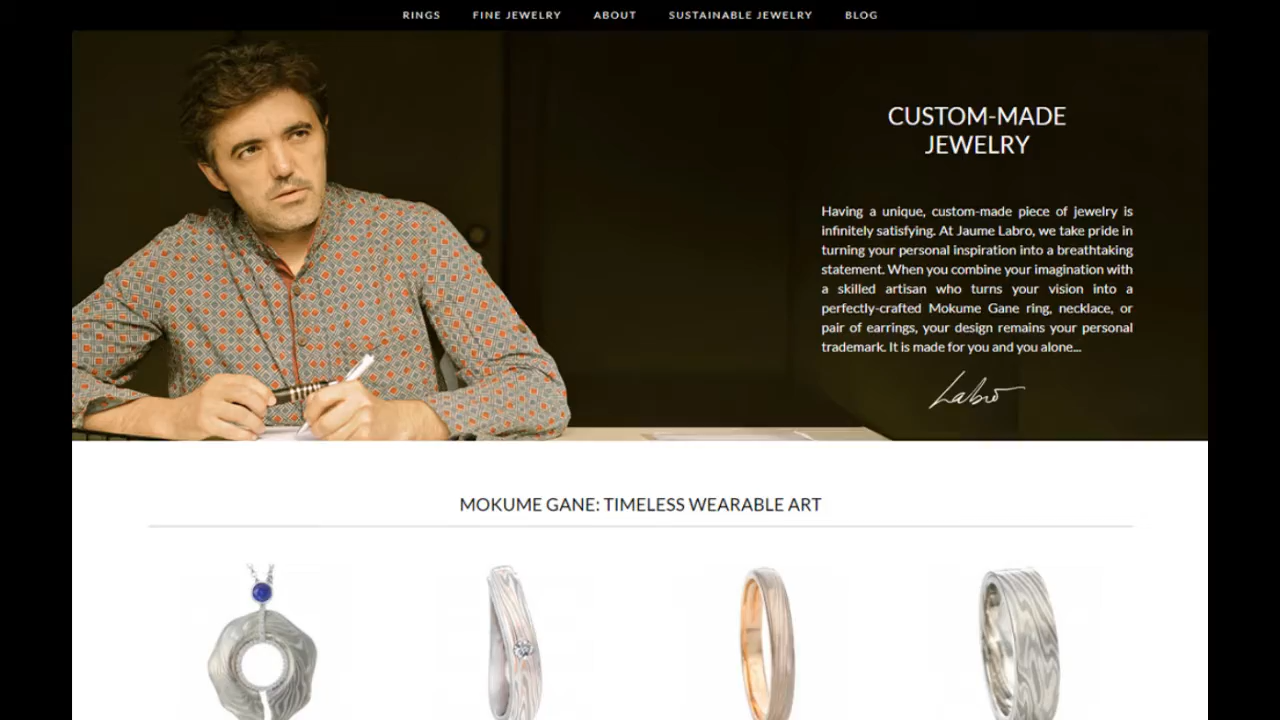 RINGS FINE JEWELRY ABOUT SUSTAINABLE JEWELRY BLOG
CUSTOM-MADE
JEWELRY
Having a unique, custom-made piece of jewelry is
infinitely satisfying. At Jaume Labro, we take pride in
turning your personal inspiration into a breathtaking
statement. When you combine your imagination with
a skilled artisan who turns your vision into a
perfectly-crafted Mokume Gane ring, necklace, or
pair of earrings, your design remains your personal
trademark. It is made for you and you alone...
Labro
MOKUME GANE: TIMELESS WEARABLE ART